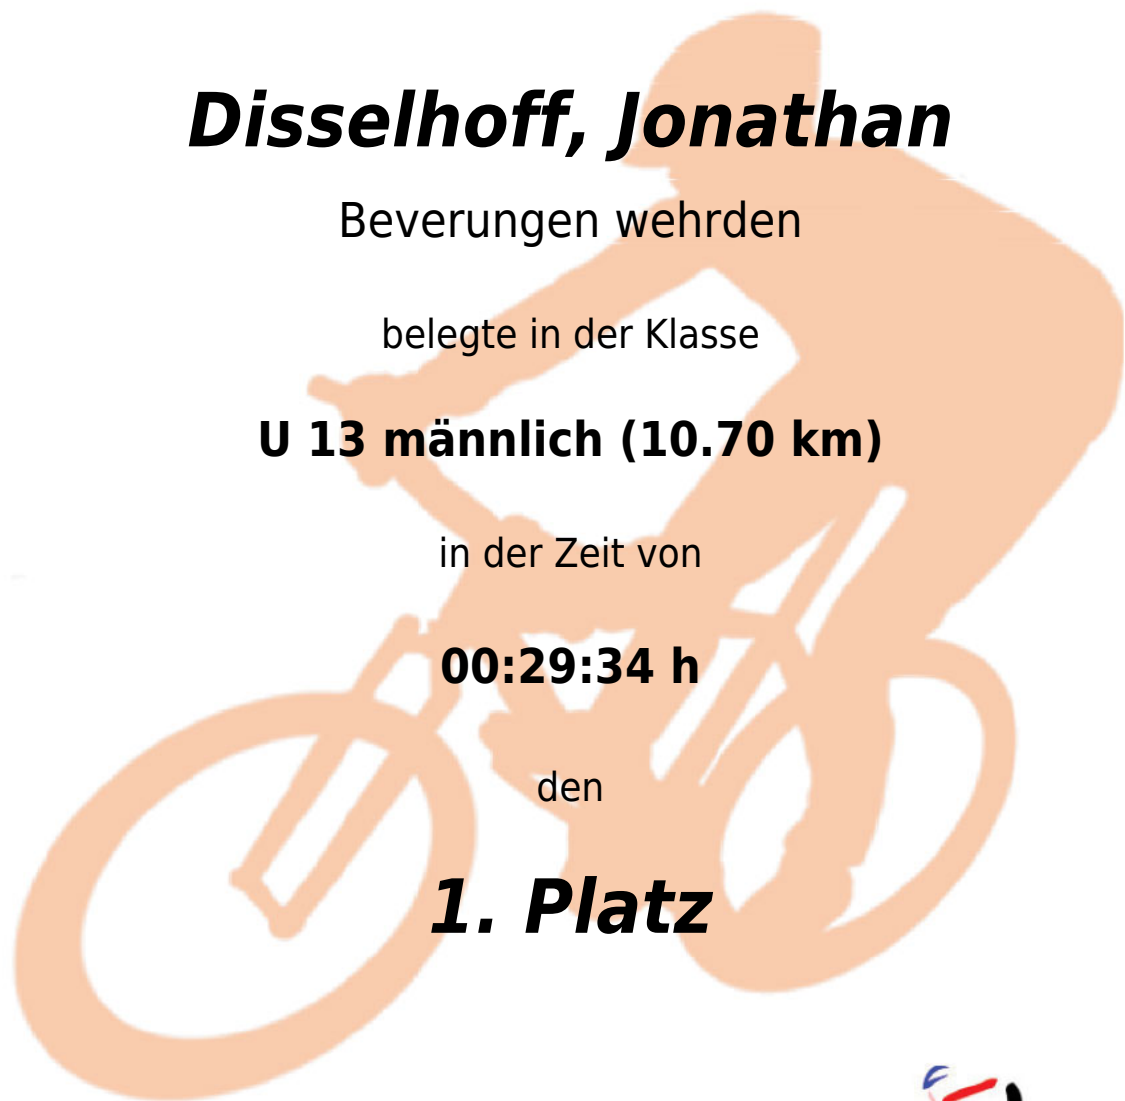 Disselhoff, Jonathan
Beverungen wehrden
belegte in der Klasse
U 13 männlich (10.70 km)
in der Zeit von
00:29:34 h
den
1. Platz